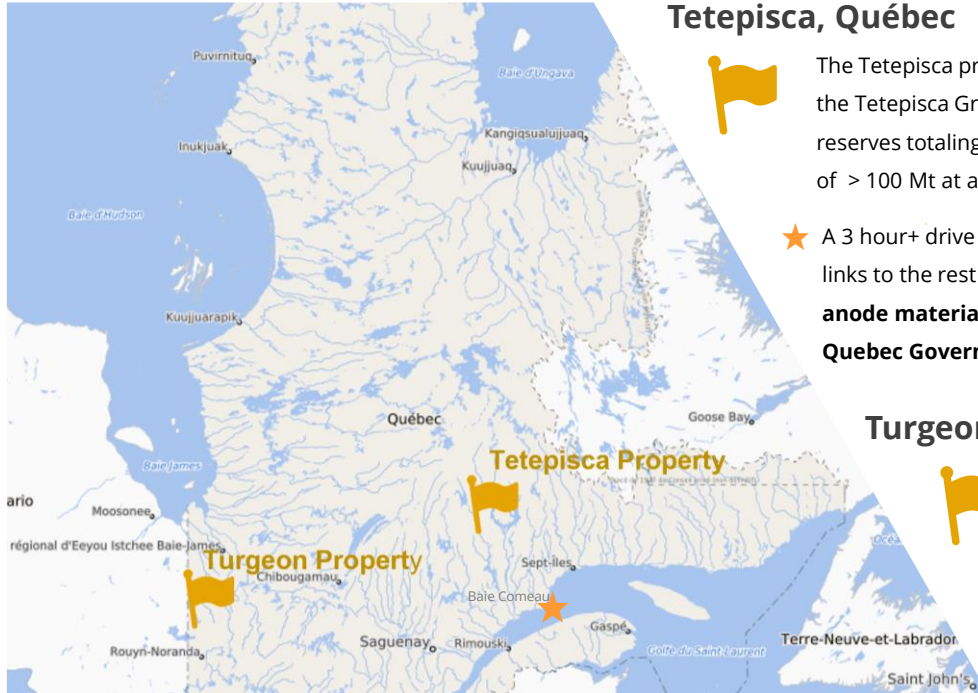 Tetepisca, Québec
The Tetepisca pr
the Tetepisca Gr
reserves totaling
of > 100 Mt at a
A 3 hour+ drive
links to the rest
anode materia
Quebec Govern
Turgeon
Puvirnituq
Baie d'Ungava
Inukjuak
Kangiqsualujjuaq
Kuujjuaq
Baie d'Hudson
Kuujjuarapik
Québec
Goose Bay
Tetepisca Property
Baie James
ario
Moosonee
régional d'Eeyou Istchee Baie-James
Turgeon Property
Chibougamau
Sept-Îles
Baie Comeau
Gaspé
Saguenay
Rimouski
Golfe du Saint-Laurent
Rouyn-Noranda
Océa
Terre-Neuve-et-Labrador
Saint John's